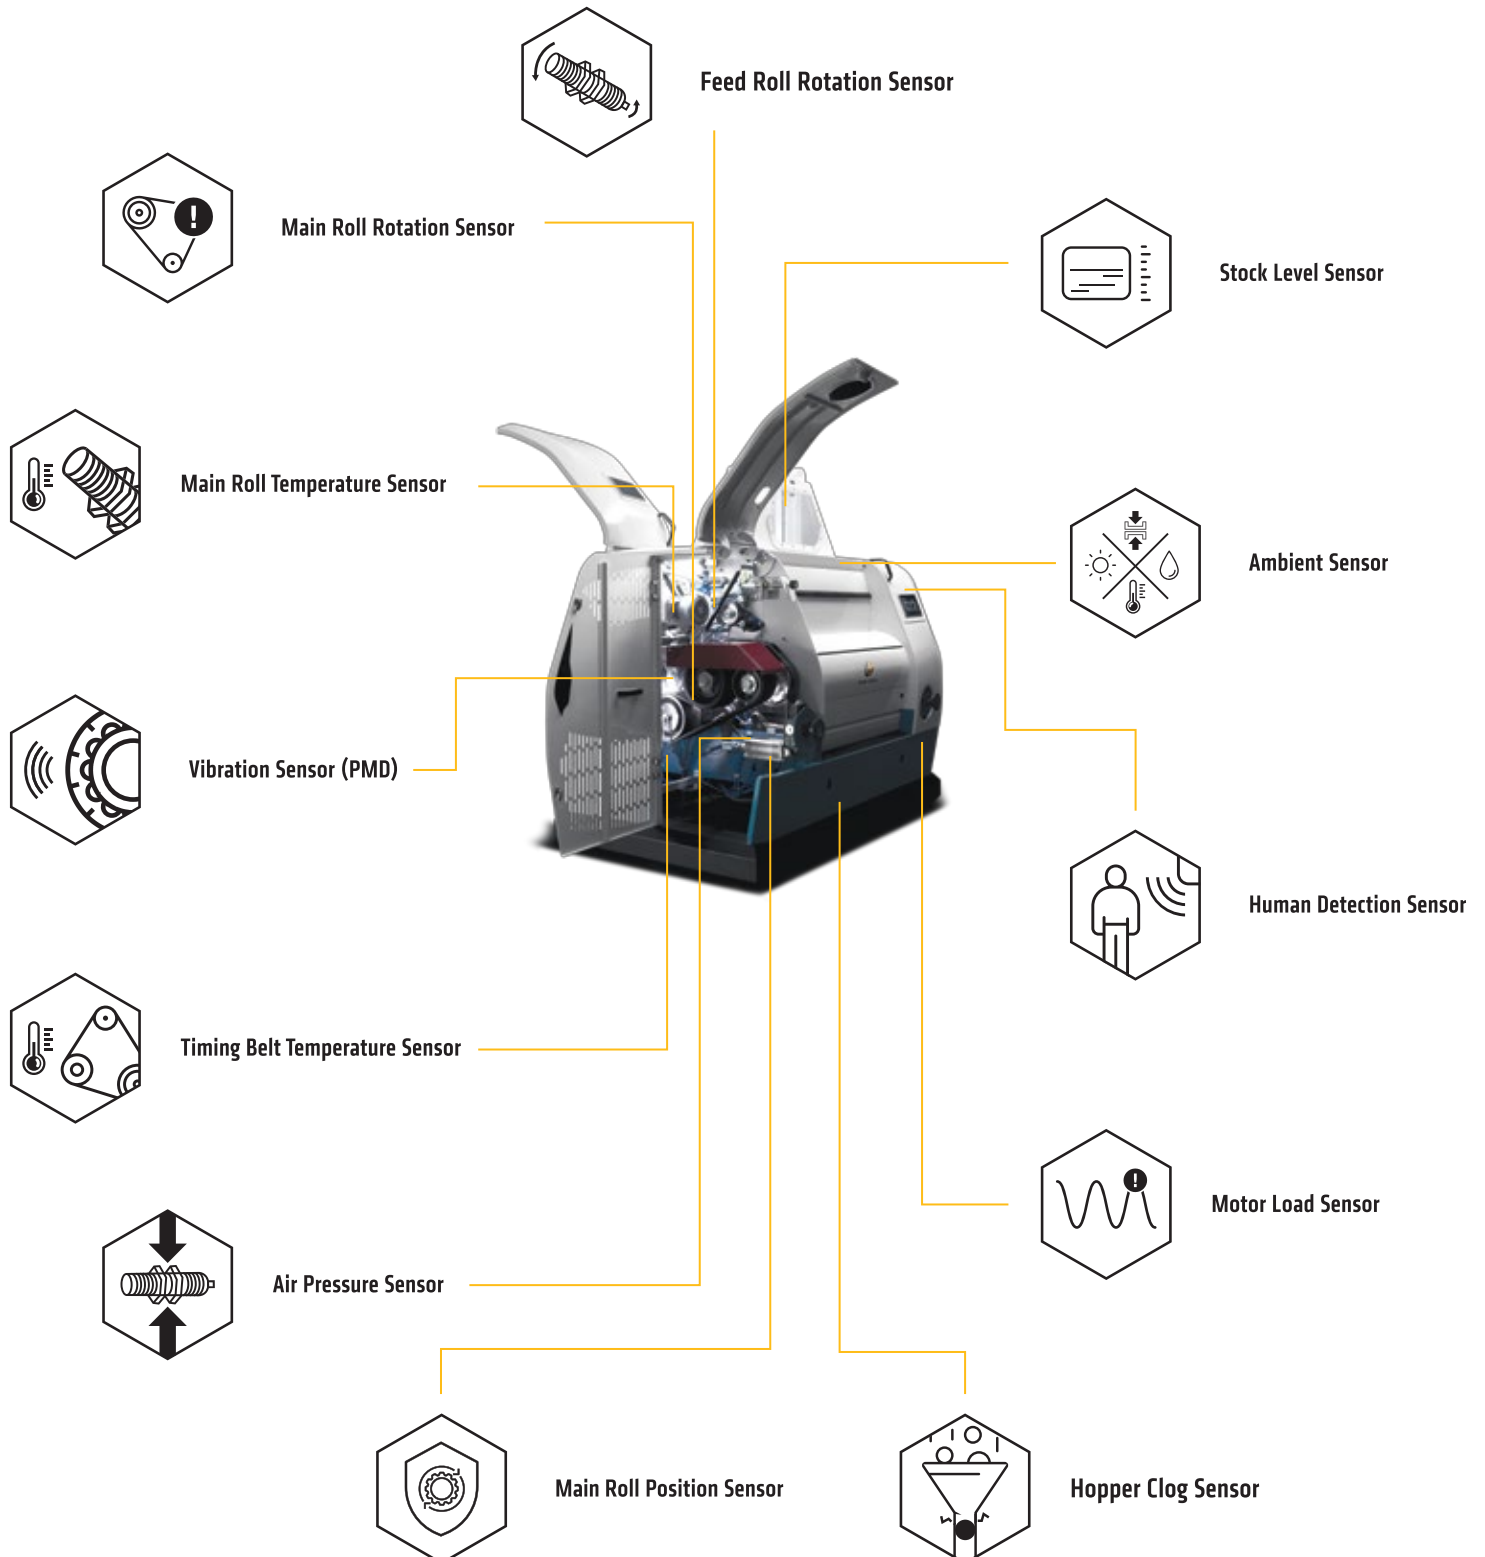 Feed Roll Rotation Sensor
Main Roll Rotation Sensor
Stock Level Sensor
Main Roll Temperature Sensor
Ambient Sensor
Vibration Sensor (PMD)
Human Detection Sensor
Timing Belt Temperature Sensor
Motor Load Sensor
Air Pressure Sensor
Main Roll Position Sensor
Hopper Clog Sensor